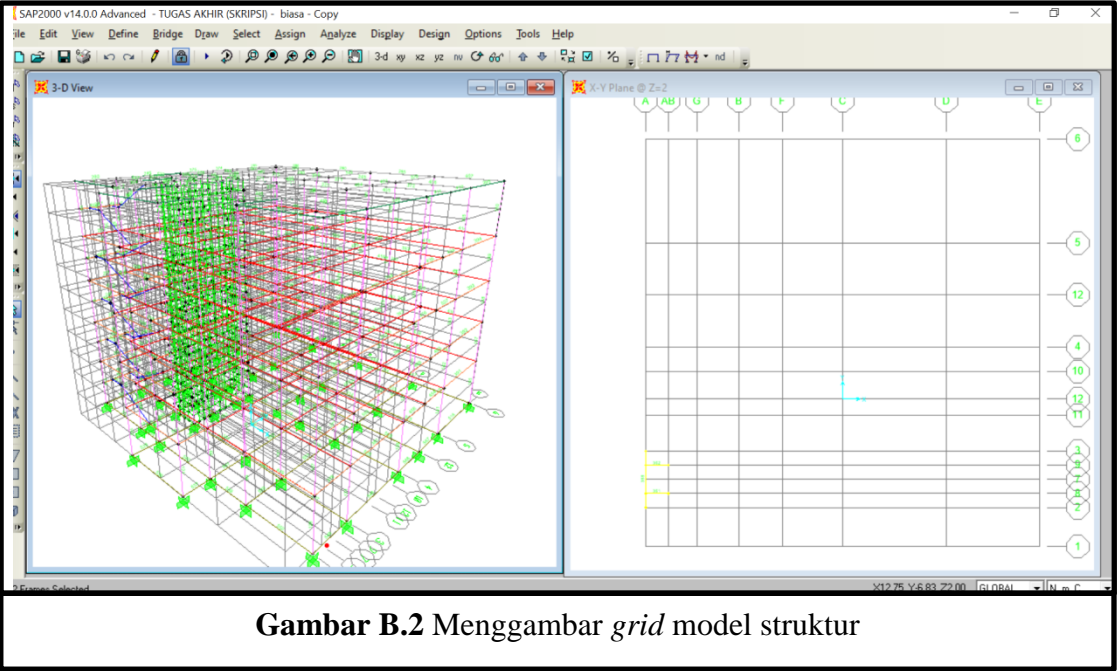 SAP2000 v14.0.0 Advanced - TUGAS AKHIR (SKRIPSI) - biasa - Copy
ile Edit View Define Bridge Draw Select Assign Analyze Display Design Options Tools Help
3-d xy xz yz nv nd
3-D View
X-Y Plane @ Z=2
A AB G B F C D E
6
5
12
4
10
12
11
3
2
1
2 Frames Selected
X12.75 Y-6.83 Z2.00 GLOBAL N, m, C
Gambar B.2 Menggambar grid model struktur